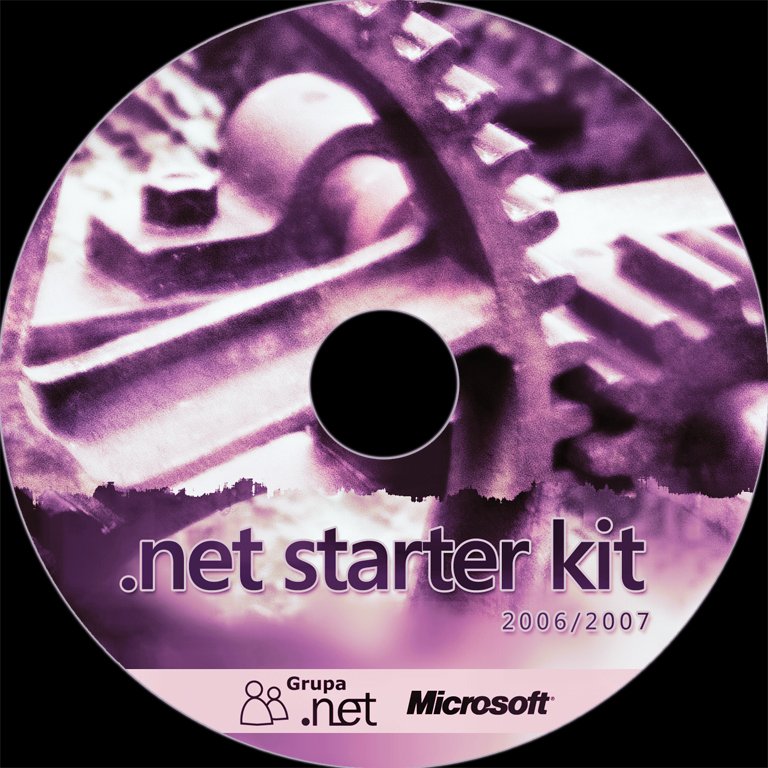 .net starter kit
2006/2007
Grupa
.net
Microsoft®